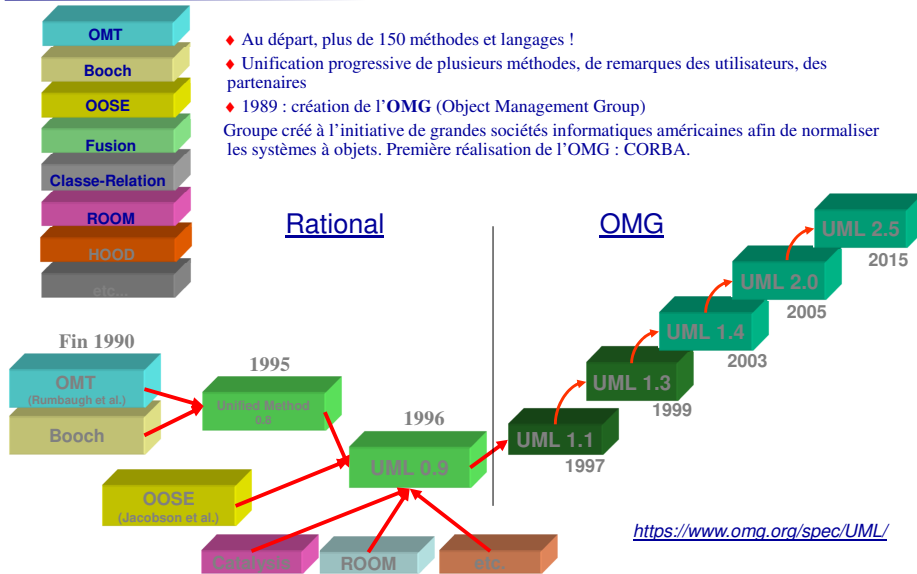 OMT
Booch
OOSE
Fusion
Classe-Relation
ROOM
HOOD
etc...
♦ Au départ, plus de 150 méthodes et langages !
♦ Unification progressive de plusieurs méthodes, de remarques des utilisateurs, des
partenaires
♦ 1989 : création de l'OMG (Object Management Group)
Groupe créé à l'initiative de grandes sociétés informatiques américaines afin de normaliser
les systèmes à objets. Première réalisation de l'OMG : CORBA.
Rational
OMG
UML 2.5
2015
UML 2.0
2005
UML 1.4
2003
UML 1.3
1999
UML 1.1
1997
Fin 1990
OMT
(Rumbaugh et al.)
Booch
1995
Unified Method
0.8
1996
UML 0.9
OOSE
(Jacobson et al.)
Catalysis
ROOM
etc.
https://www.omg.org/spec/UML/